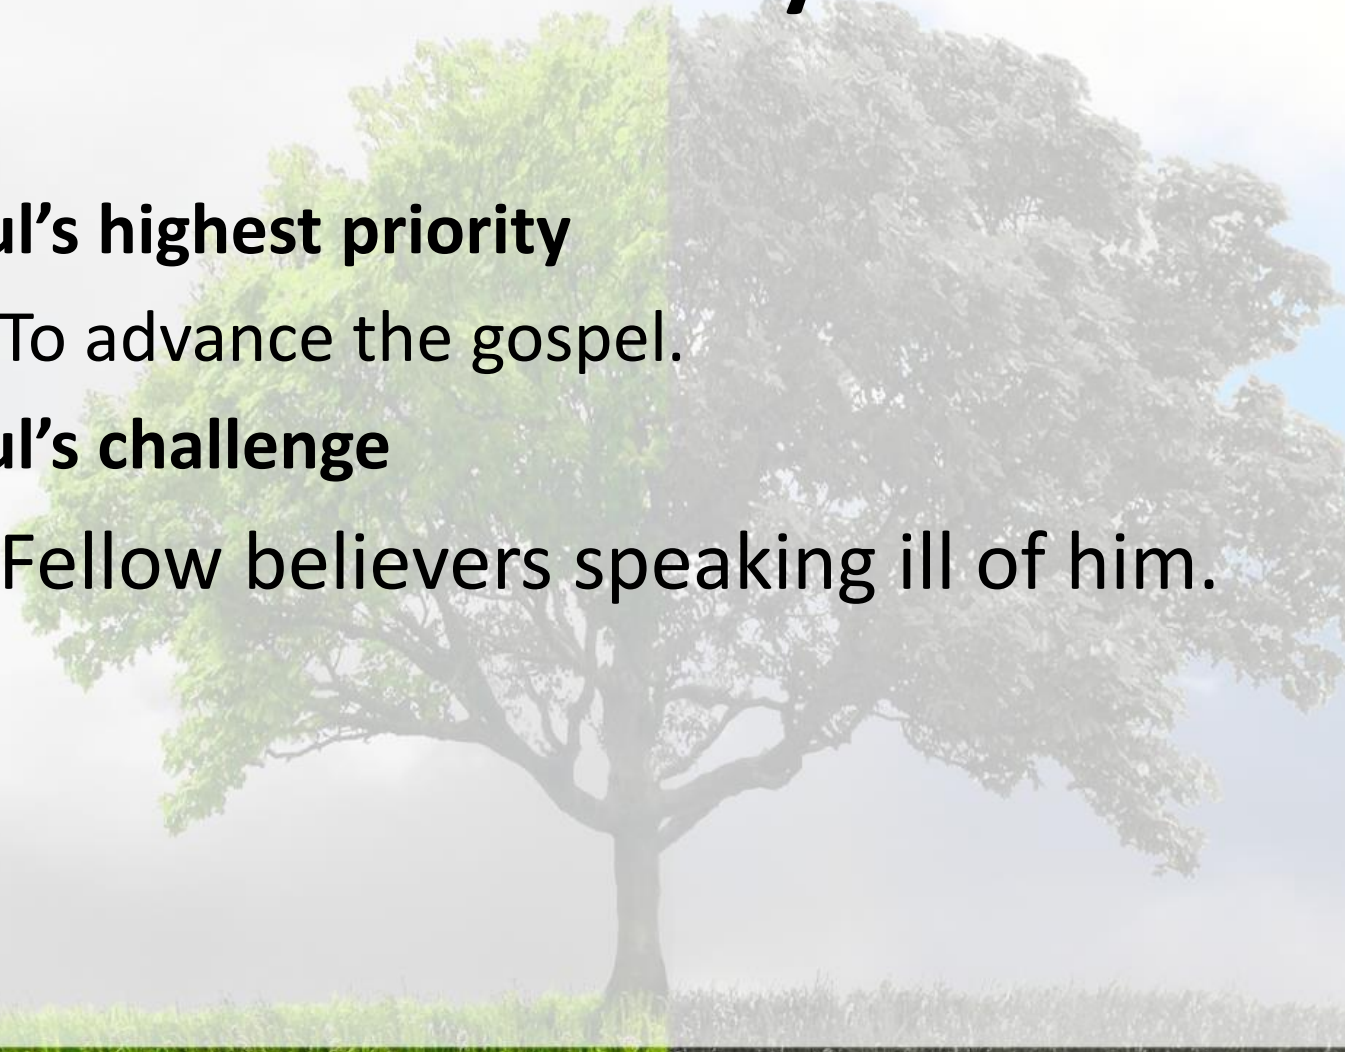 ul’s highest priority
To advance the gospel.
ul’s challenge
Fellow believers speaking ill of him.